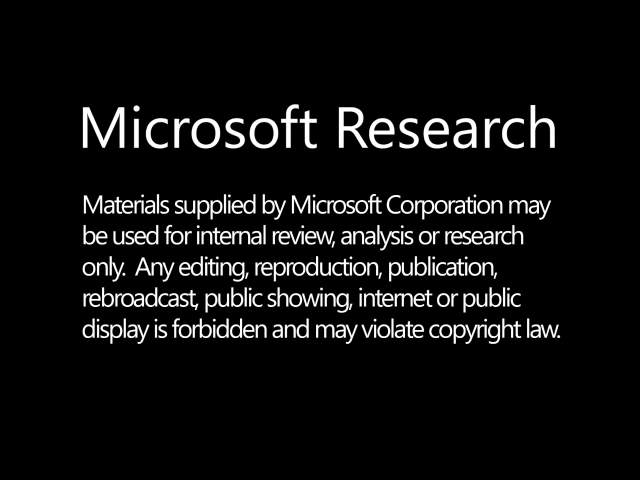 Microsoft Research
Materials supplied by Microsoft Corporation may
be used for internal review, analysis or research
only.  Any editing, reproduction, publication,
rebroadcast, public showing, internet or public
display is forbidden and may violate copyright law.